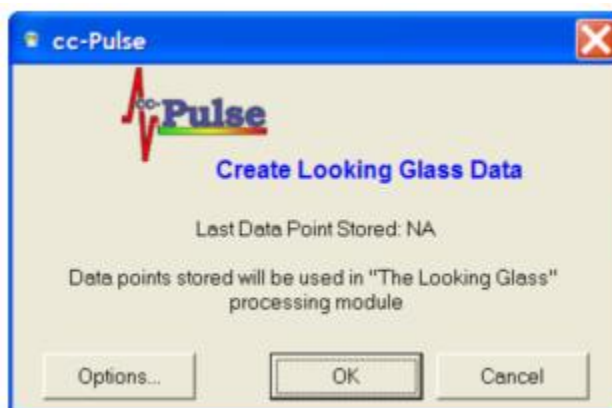 cc-Pulse
cc-Pulse
Create Looking Glass Data
Last Data Point Stored: NA
Data points stored will be used in "The Looking Glass"
processing module
Options... OK Cancel